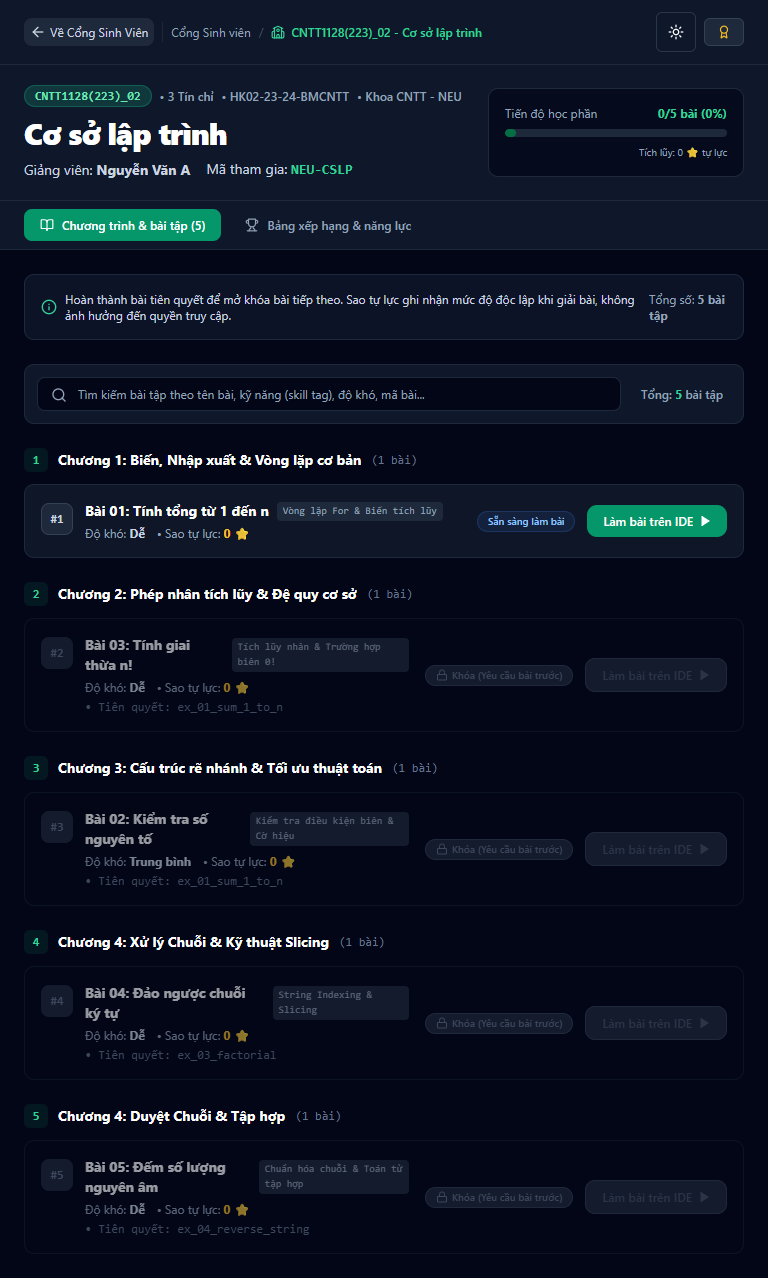 Về Cổng Sinh Viên Cổng Sinh viên / CNTT1128(223)_02 - Cơ sở lập trình
CNTT1128(223)_02 • 3 Tín chỉ • HK02-23-24-BMCNTT • Khoa CNTT - NEU
Cơ sở lập trình
Giảng viên: Nguyễn Văn A Mã tham gia: NEU-CSLP
Tiến độ học phần 0/5 bài (0%)
Tích lũy: 0 ⭐ tự lực
Chương trình & bài tập (5) Bảng xếp hạng & năng lực
Hoàn thành bài tiên quyết để mở khóa bài tiếp theo. Sao tự lực ghi nhận mức độ độc lập khi giải bài, không
ảnh hưởng đến quyền truy cập.
Tổng số: 5 bài
tập
Tìm kiếm bài tập theo tên bài, kỹ năng (skill tag), độ khó, mã bài...
Tổng: 5 bài tập
1 Chương 1: Biến, Nhập xuất & Vòng lặp cơ bản (1 bài)
#1 Bài 01: Tính tổng từ 1 đến n Vòng lặp For & Biến tích lũy
Độ khó: Dễ • Sao tự lực: 0 ⭐
Sẵn sàng làm bài Làm bài trên IDE ▶
2 Chương 2: Phép nhân tích lũy & Đệ quy cơ sở (1 bài)
#2 Bài 03: Tính giai
thừa n!
Tích lũy nhân & Trường hợp
biên 0!
Độ khó: Dễ • Sao tự lực: 0 ⭐
• Tiên quyết: ex_01_sum_1_to_n
Khóa (Yêu cầu bài trước) Làm bài trên IDE ▶
3 Chương 3: Cấu trúc rẽ nhánh & Tối ưu thuật toán (1 bài)
#3 Bài 02: Kiểm tra số
nguyên tố
Kiểm tra điều kiện biên &
Cờ hiệu
Độ khó: Trung bình • Sao tự lực: 0 ⭐
• Tiên quyết: ex_01_sum_1_to_n
Khóa (Yêu cầu bài trước) Làm bài trên IDE ▶
4 Chương 4: Xử lý Chuỗi & Kỹ thuật Slicing (1 bài)
#4 Bài 04: Đảo ngược chuỗi
ký tự
String Indexing &
Slicing
Độ khó: Dễ • Sao tự lực: 0 ⭐
• Tiên quyết: ex_03_factorial
Khóa (Yêu cầu bài trước) Làm bài trên IDE ▶
5 Chương 4: Duyệt Chuỗi & Tập hợp (1 bài)
#5 Bài 05: Đếm số lượng
nguyên âm
Chuẩn hóa chuỗi & Toán tử
tập hợp
Độ khó: Dễ • Sao tự lực: 0 ⭐
• Tiên quyết: ex_04_reverse_string
Khóa (Yêu cầu bài trước) Làm bài trên IDE ▶